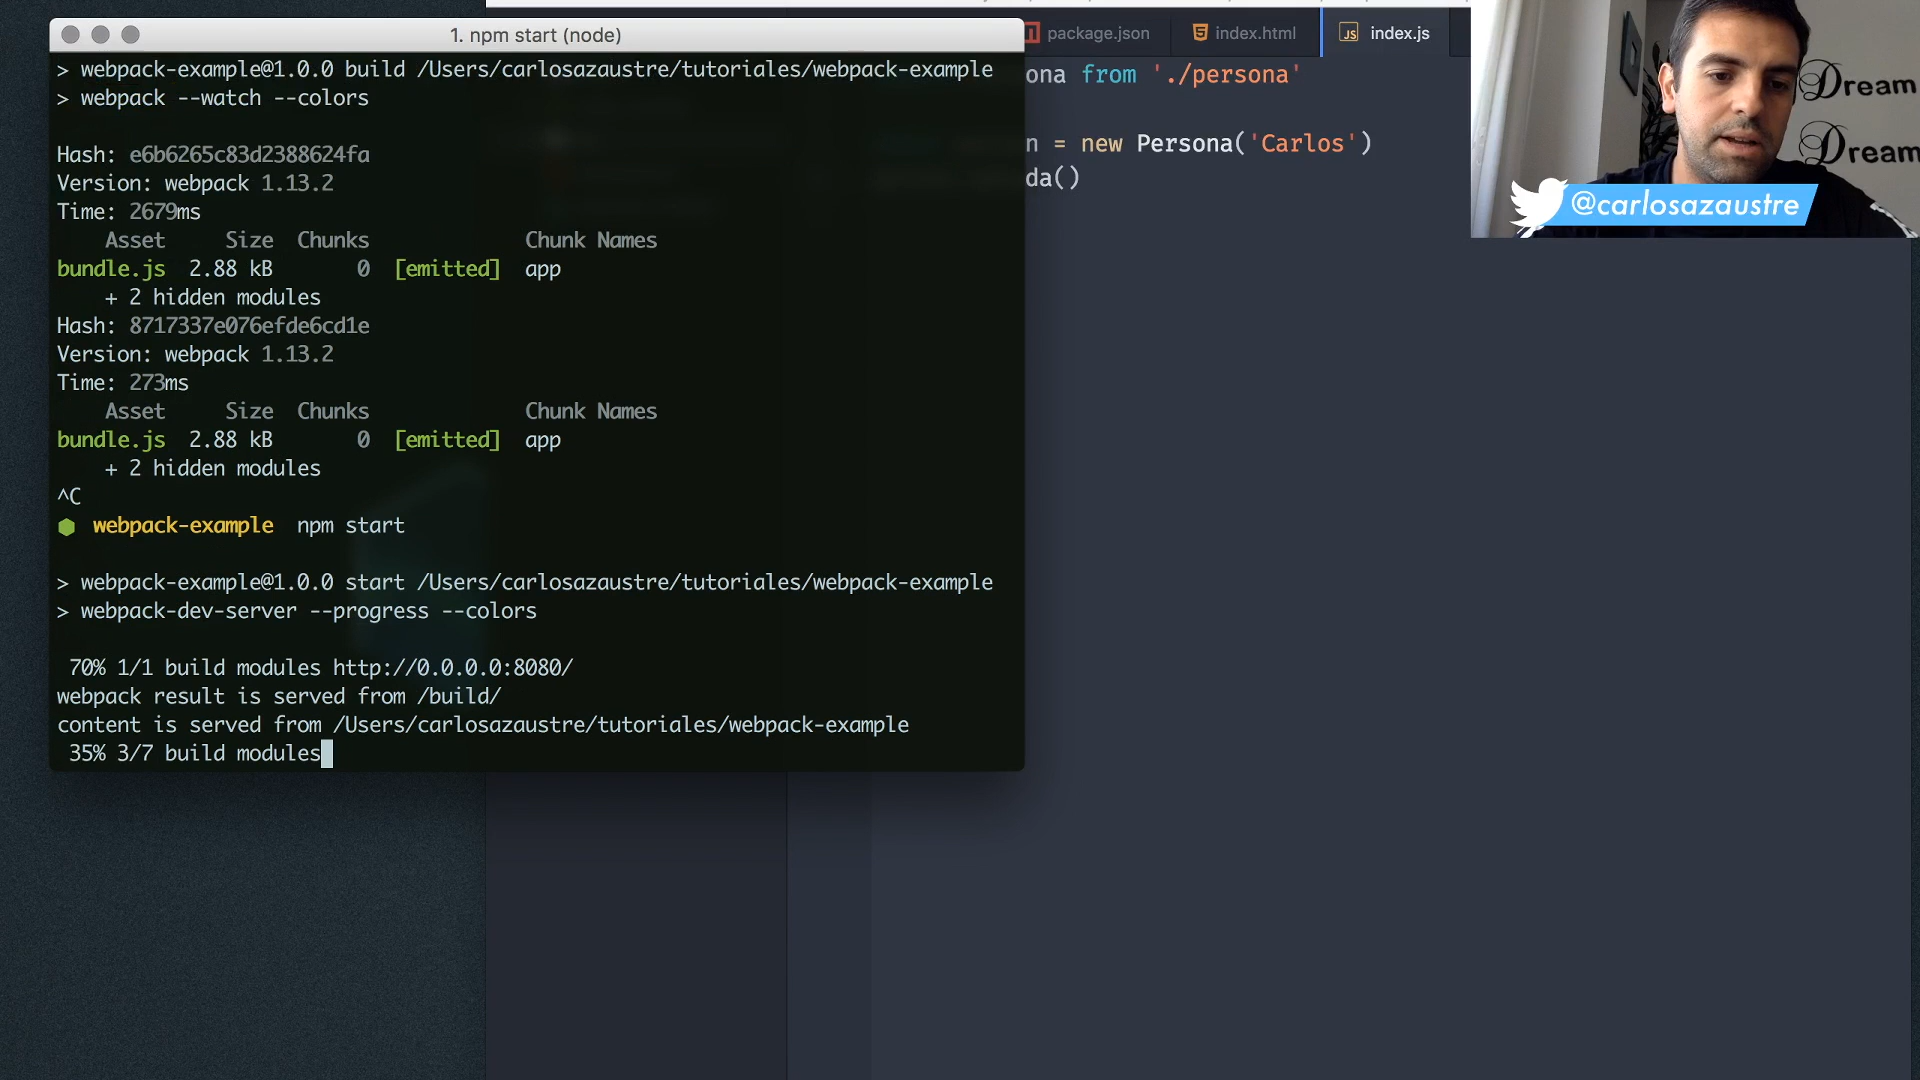 1. npm start (node)
> webpack-example@1.0.0 build /Users/carlosazaustre/tutoriales/webpack-example
> webpack --watch --colors
Hash: e6b6265c83d2388624fa
Version: webpack 1.13.2
Time: 2679ms
Asset Size Chunks Chunk Names
bundle.js 2.88 kB 0 [emitted] app
+ 2 hidden modules
Hash: 8717337e076efde6cd1e
Version: webpack 1.13.2
Time: 273ms
Asset Size Chunks Chunk Names
bundle.js 2.88 kB 0 [emitted] app
+ 2 hidden modules
^C
webpack-example npm start
> webpack-example@1.0.0 start /Users/carlosazaustre/tutoriales/webpack-example
> webpack-dev-server --progress --colors
70% 1/1 build modules http://0.0.0.0:8080/
webpack result is served from /build/
content is served from /Users/carlosazaustre/tutoriales/webpack-example
35% 3/7 build modules
package.json index.html JS index.js
ona from './persona'
n = new Persona('Carlos')
da()
Dream
Dream
@carlosazaustre